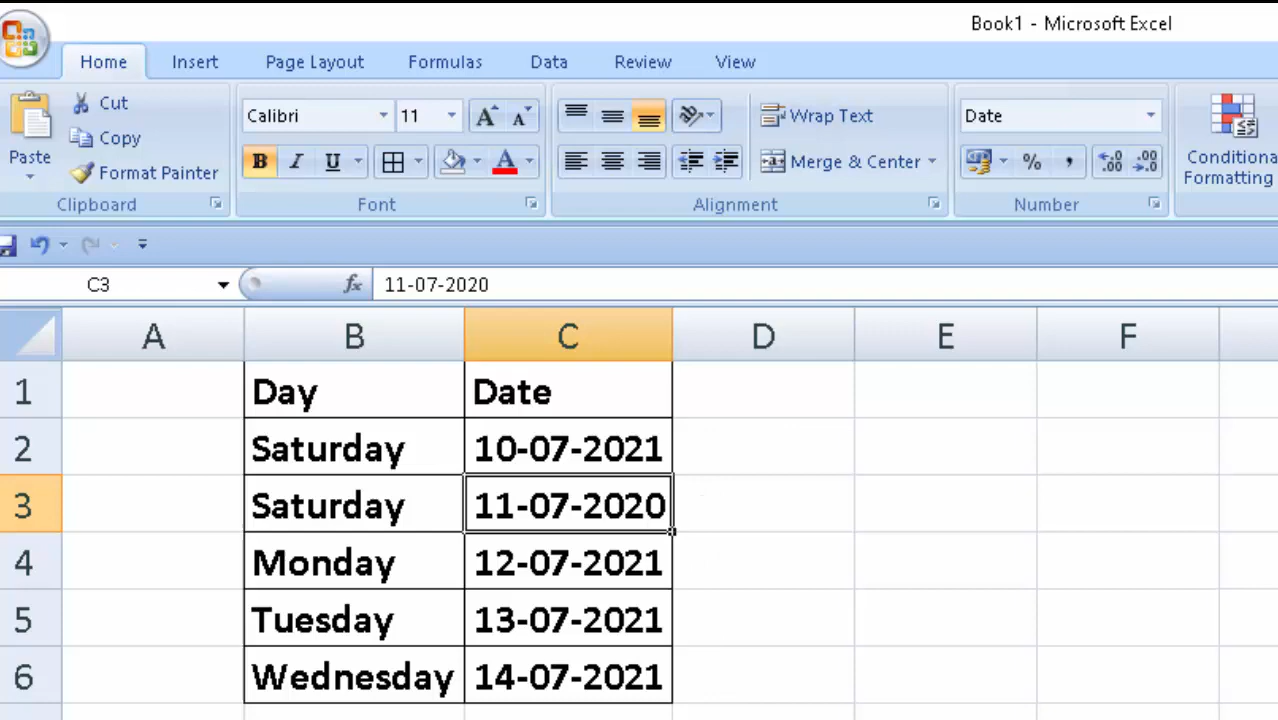 Book1 - Microsoft Excel
Home Insert Page Layout Formulas Data Review View
Paste
Cut
Copy
Format Painter
Clipboard
Calibri 11
A A
B I U A
Font
Wrap Text
Merge & Center
Alignment
Date
% , .00 .00
Number
Conditiona
Formatting
C3 fx 11-07-2020
A B C D E F
1 Day Date
2 Saturday 10-07-2021
3 Saturday 11-07-2020
4 Monday 12-07-2021
5 Tuesday 13-07-2021
6 Wednesday 14-07-2021